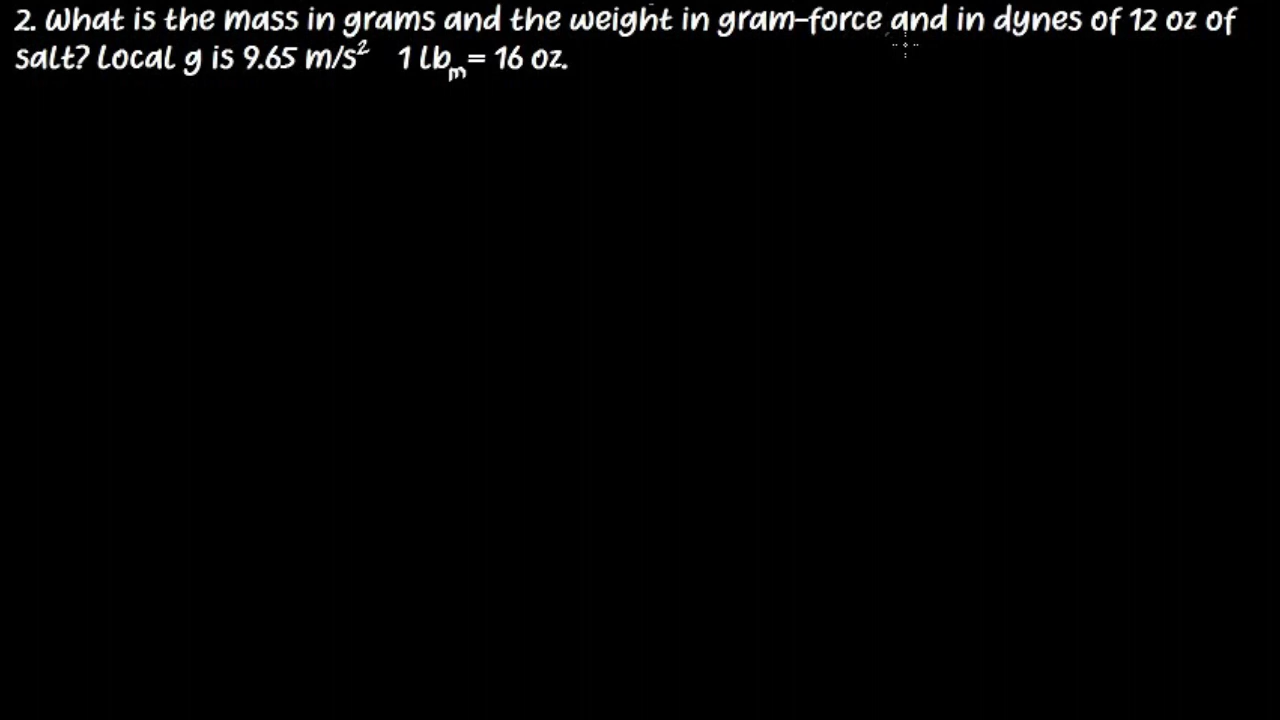 2. What is the mass in grams and the weight in gram-force and in dynes of 12 oz of
salt? Local g is 9.65 m/s² 1 lbₘ = 16 oz.